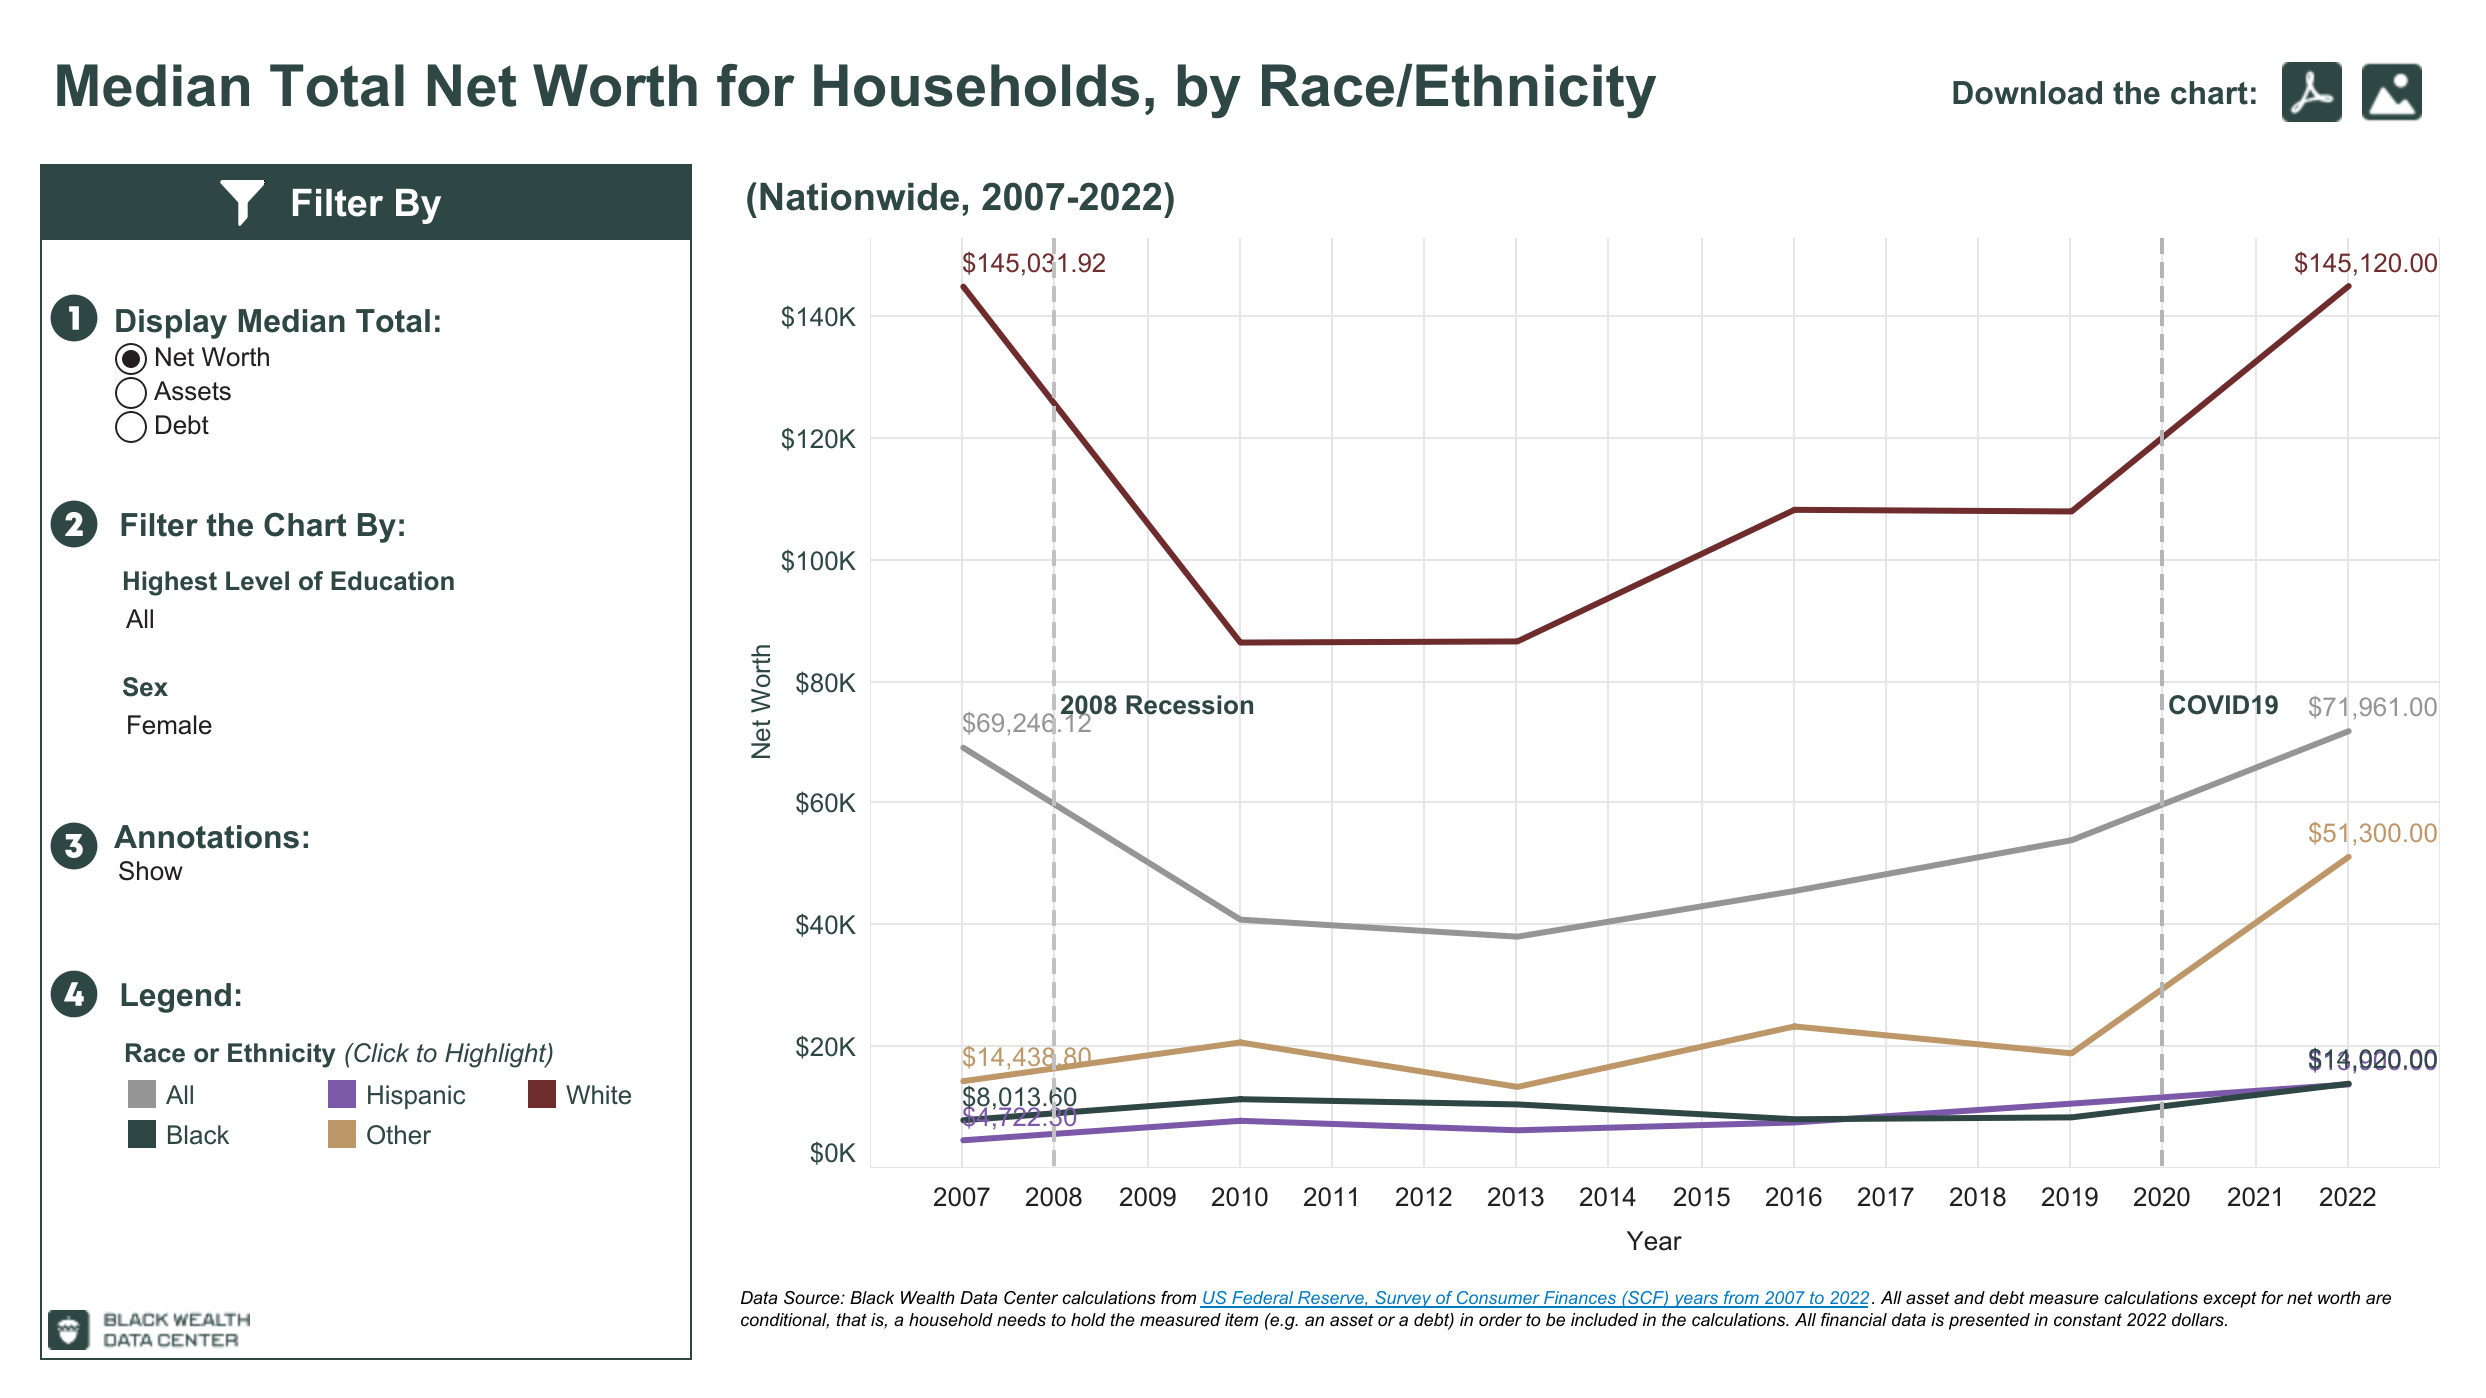 Median Total Net Worth for Households, by Race/Ethnicity
Download the chart:
Filter By
1 Display Median Total:
Net Worth
Assets
Debt
2 Filter the Chart By:
Highest Level of Education
All
Sex
Female
3 Annotations:
Show
4 Legend:
Race or Ethnicity (Click to Highlight)
All Hispanic White
Black Other
BLACK WEALTH
DATA CENTER
(Nationwide, 2007-2022)
$145,031.92 $145,120.00
$140K
$120K
$100K
$80K
2008 Recession COVID19 $71,961.00
$69,246.12
Net Worth
$60K
$51,300.00
$40K
$20K
$14,438.80 $14,020.00
$8,013.60
$4,722.30
$0K
2007 2008 2009 2010 2011 2012 2013 2014 2015 2016 2017 2018 2019 2020 2021 2022
Year
Data Source: Black Wealth Data Center calculations from US Federal Reserve, Survey of Consumer Finances (SCF) years from 2007 to 2022. All asset and debt measure calculations except for net worth are
conditional, that is, a household needs to hold the measured item (e.g. an asset or a debt) in order to be included in the calculations. All financial data is presented in constant 2022 dollars.